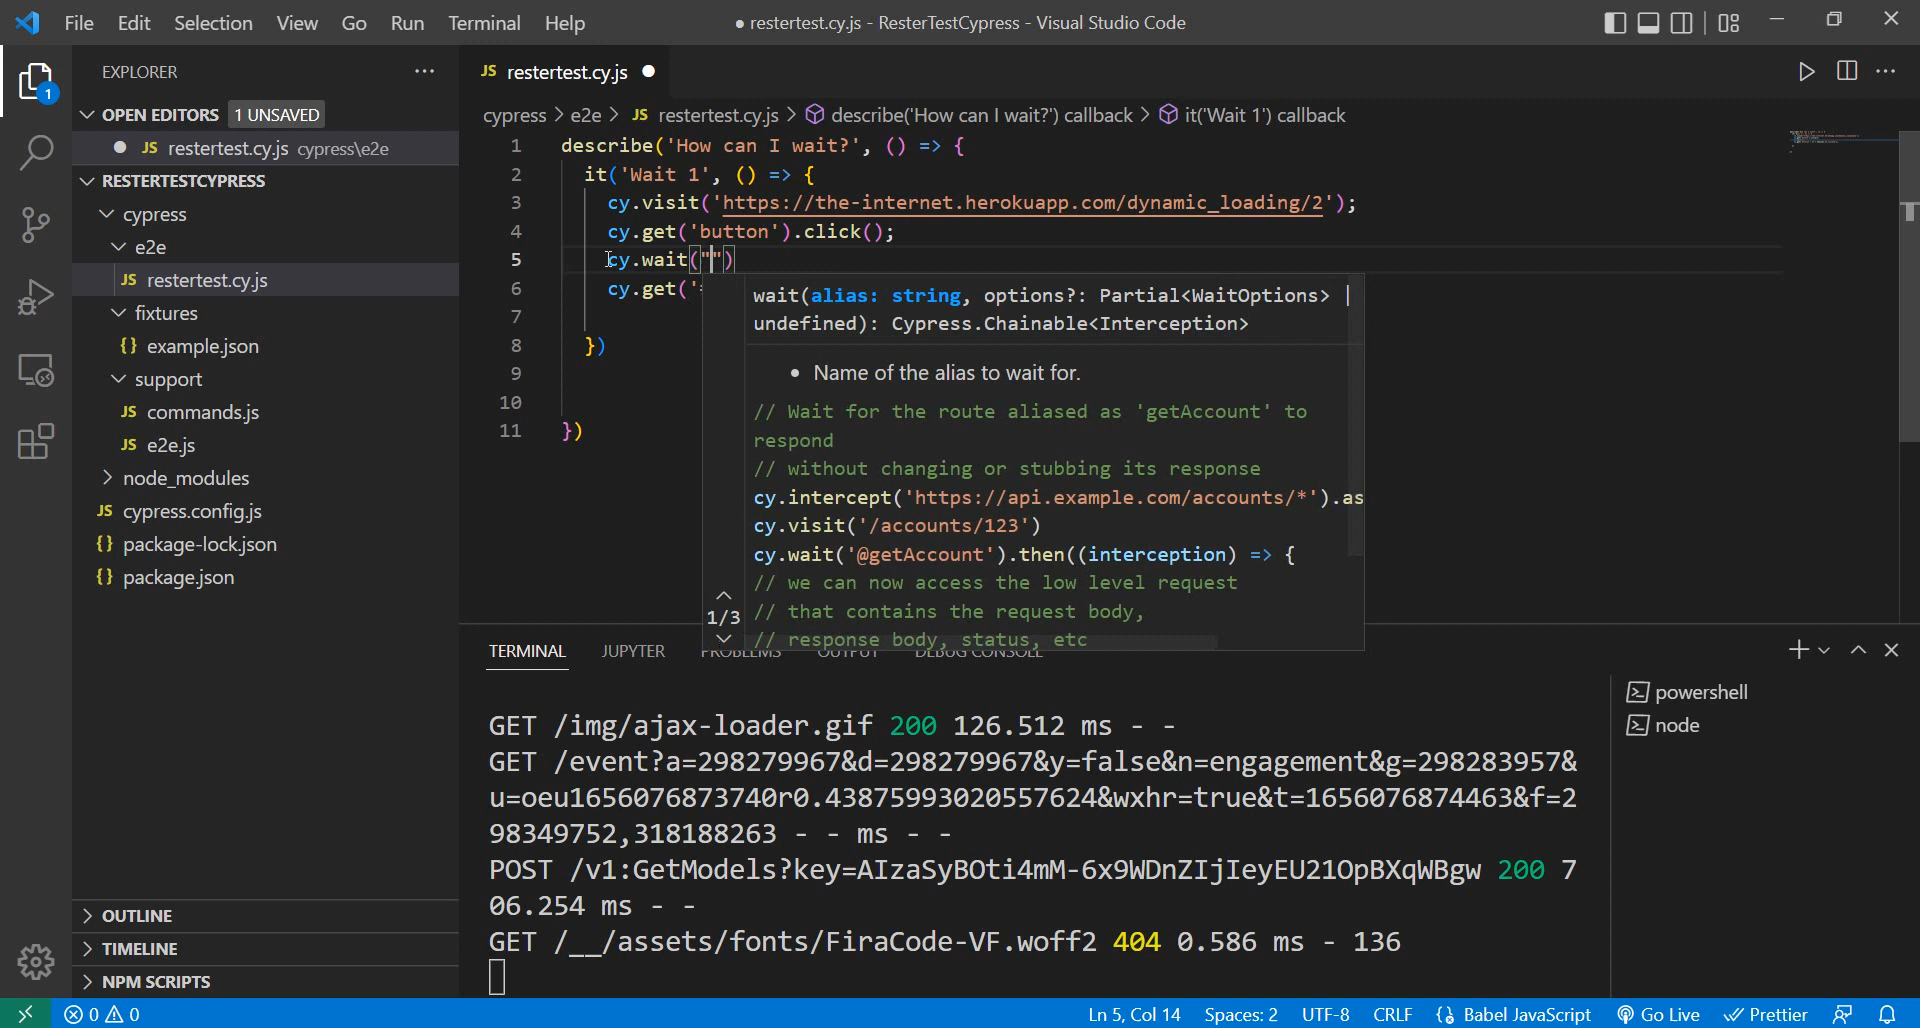 File Edit Selection View Go Run Terminal Help
● restertest.cy.js - ResterTestCypress - Visual Studio Code
EXPLORER
OPEN EDITORS 1 UNSAVED
JS restertest.cy.js cypress\e2e
RESTERTESTCYPRESS
cypress
e2e
JS restertest.cy.js
fixtures
{} example.json
support
JS commands.js
JS e2e.js
node_modules
JS cypress.config.js
{} package-lock.json
{} package.json
OUTLINE
TIMELINE
NPM SCRIPTS
1
JS restertest.cy.js
cypress > e2e > JS restertest.cy.js > describe('How can I wait?') callback > it('Wait 1') callback
1 describe('How can I wait?', () => {
2 it('Wait 1', () => {
3 cy.visit('https://the-internet.herokuapp.com/dynamic_loading/2');
4 cy.get('button').click();
5 cy.wait("")
6 cy.get('
7
8 })
9
10
11 })
wait(alias: string, options?: Partial<WaitOptions> |
undefined): Cypress.Chainable<Interception>
• Name of the alias to wait for.
// Wait for the route aliased as 'getAccount' to
respond
// without changing or stubbing its response
cy.intercept('https://api.example.com/accounts/*').as
cy.visit('/accounts/123')
cy.wait('@getAccount').then((interception) => {
// we can now access the low level request
// that contains the request body,
// response body, status, etc
1/3
TERMINAL JUPYTER PROBLEMS OUTPUT DEBUG CONSOLE
powershell
node
GET /img/ajax-loader.gif 200 126.512 ms - -
GET /event?a=298279967&d=298279967&y=false&n=engagement&g=298283957&
u=oeu1656076873740r0.43875993020557624&wxhr=true&t=1656076874463&f=2
98349752,318188263 - - ms - -
POST /v1:GetModels?key=AIzaSyBOti4mM-6x9WDnZIjIeyEU21OpBXqWBgw 200 7
06.254 ms - -
GET /__/assets/fonts/FiraCode-VF.woff2 404 0.586 ms - 136
0 0
Ln 5, Col 14 Spaces: 2 UTF-8 CRLF {} Babel JavaScript Go Live Prettier